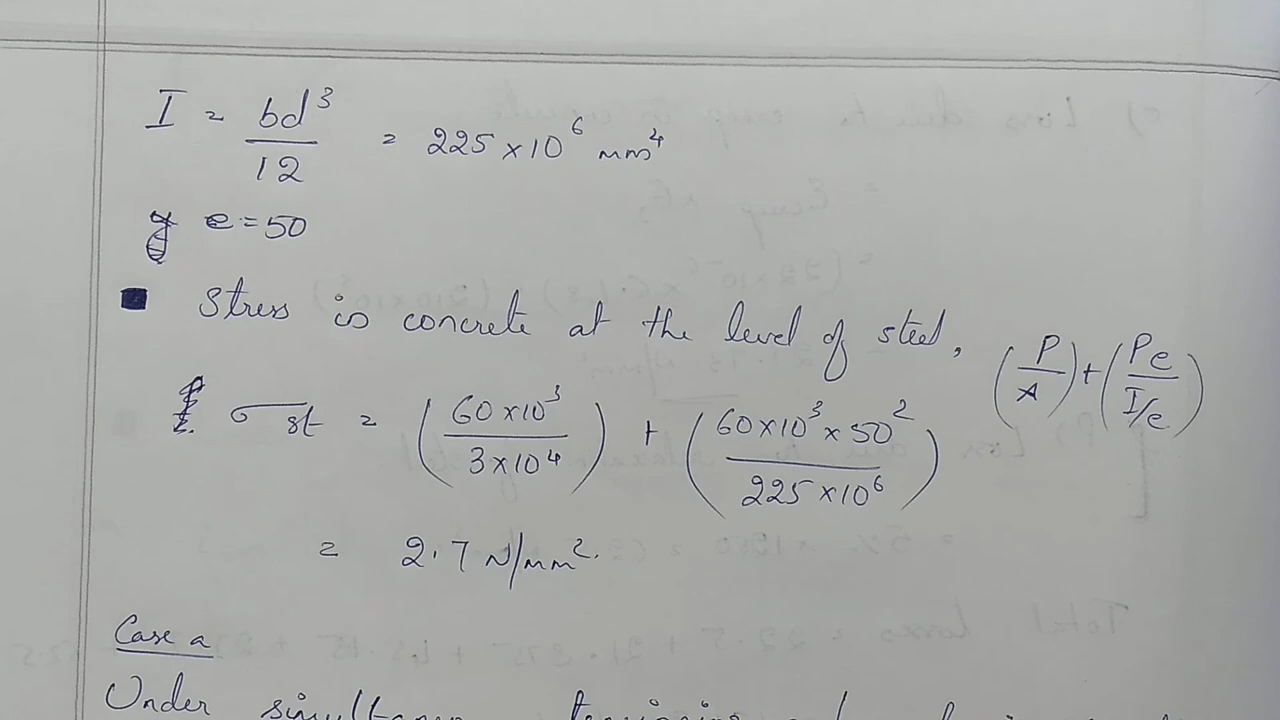 I = bd³/12 = 225 × 10⁶ mm⁴
e = 50
Stress is concrete at the level of steel,
(P/A) + (Pe/(I/e))
σst = (60 × 10³ / 3 × 10⁴) + (60 × 10³ × 50² / 225 × 10⁶)
= 2.7 N/mm².
Case a
Under